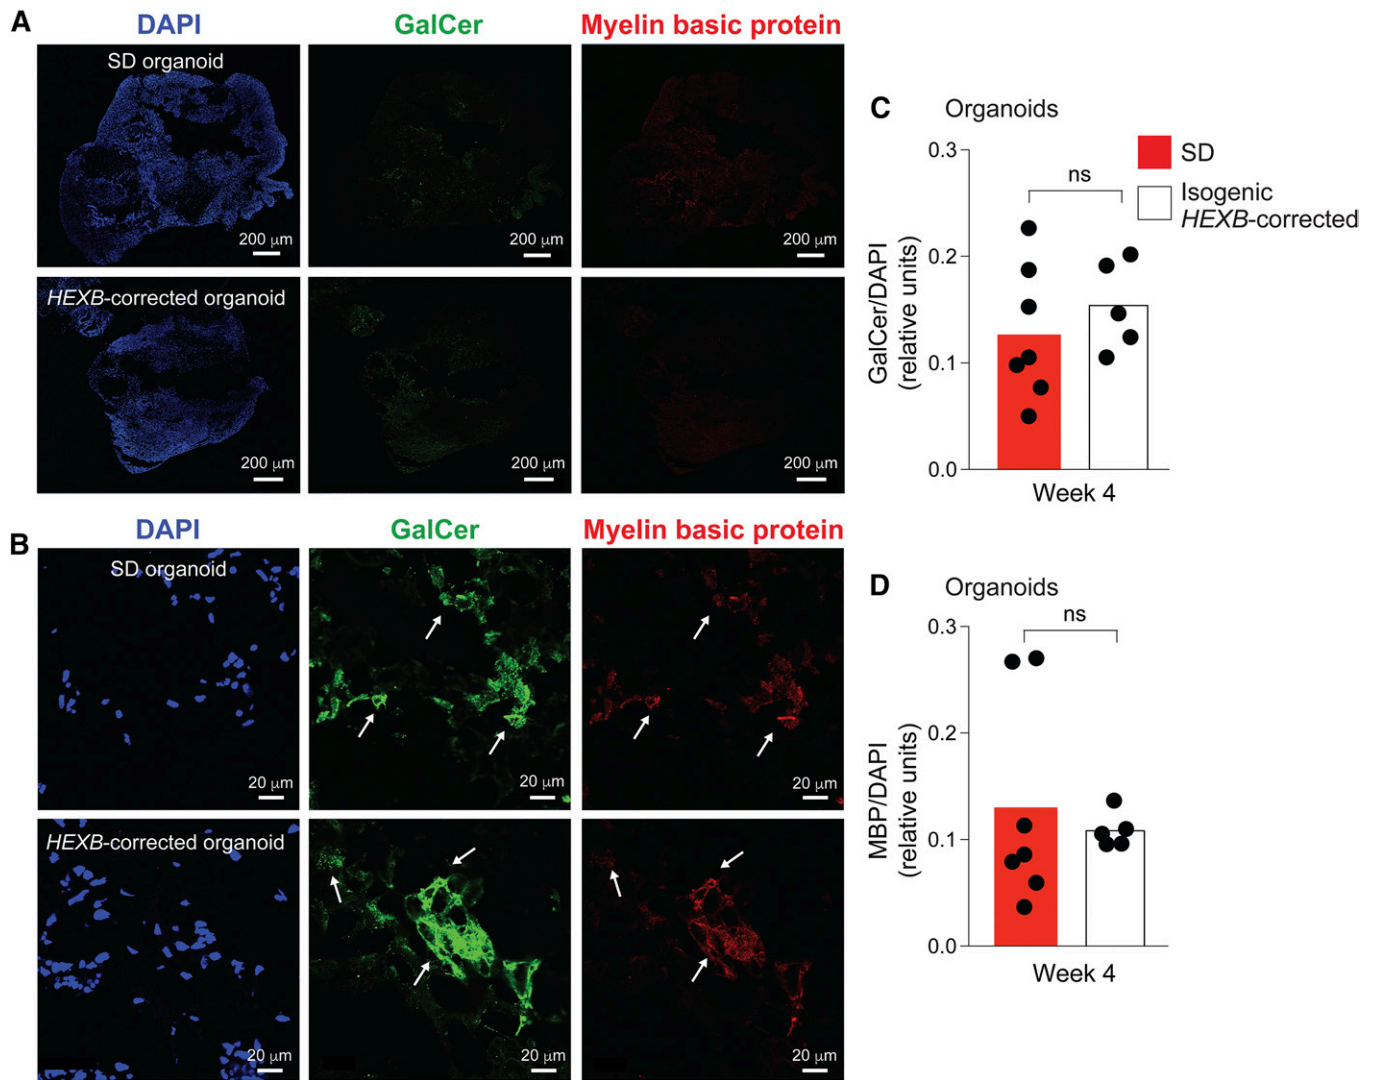 A
DAPI
GalCer
Myelin basic protein
SD organoid
200 μm
200 μm
200 μm
HEXB-corrected organoid
200 μm
200 μm
200 μm
B
DAPI
GalCer
Myelin basic protein
SD organoid
20 μm
20 μm
20 μm
HEXB-corrected organoid
20 μm
20 μm
20 μm
C
Organoids
SD
Isogenic
HEXB-corrected
ns
GalCer/DAPI
(relative units)
0.3
0.2
0.1
0.0
Week 4
D
Organoids
ns
MBP/DAPI
(relative units)
0.3
0.2
0.1
0.0
Week 4